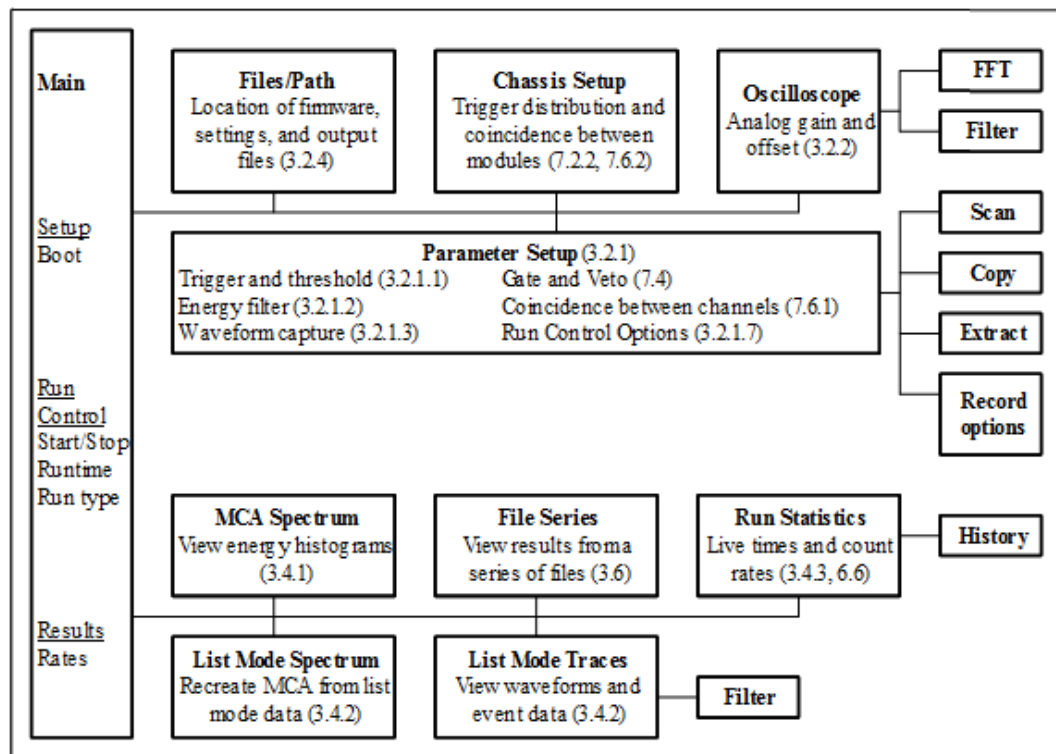 Main
Setup
Boot
Run
Control
Start/Stop
Runtime
Run type
Results
Rates
Files/Path
Location of firmware,
settings, and output
files (3.2.4)
Chassis Setup
Trigger distribution and
coincidence between
modules (7.2.2, 7.6.2)
Oscilloscope
Analog gain and
offset (3.2.2)
FFT
Filter
Parameter Setup (3.2.1)
Trigger and threshold (3.2.1.1)
Energy filter (3.2.1.2)
Waveform capture (3.2.1.3)
Gate and Veto (7.4)
Coincidence between channels (7.6.1)
Run Control Options (3.2.1.7)
Scan
Copy
Extract
Record
options
MCA Spectrum
View energy histograms
(3.4.1)
File Series
View results from a
series of files (3.6)
Run Statistics
Live times and count
rates (3.4.3, 6.6)
History
List Mode Spectrum
Recreate MCA from list
mode data (3.4.2)
List Mode Traces
View waveforms and
event data (3.4.2)
Filter